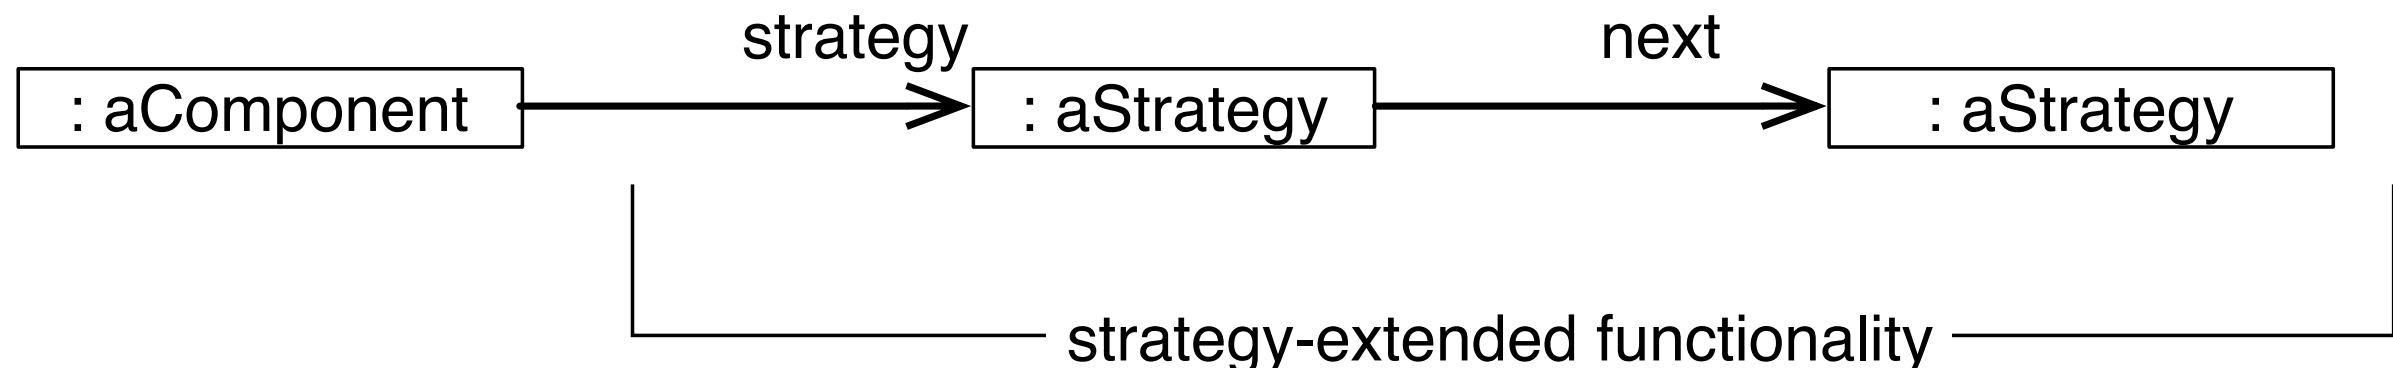 strategy
next
: aComponent
: aStrategy
: aStrategy
strategy-extended functionality